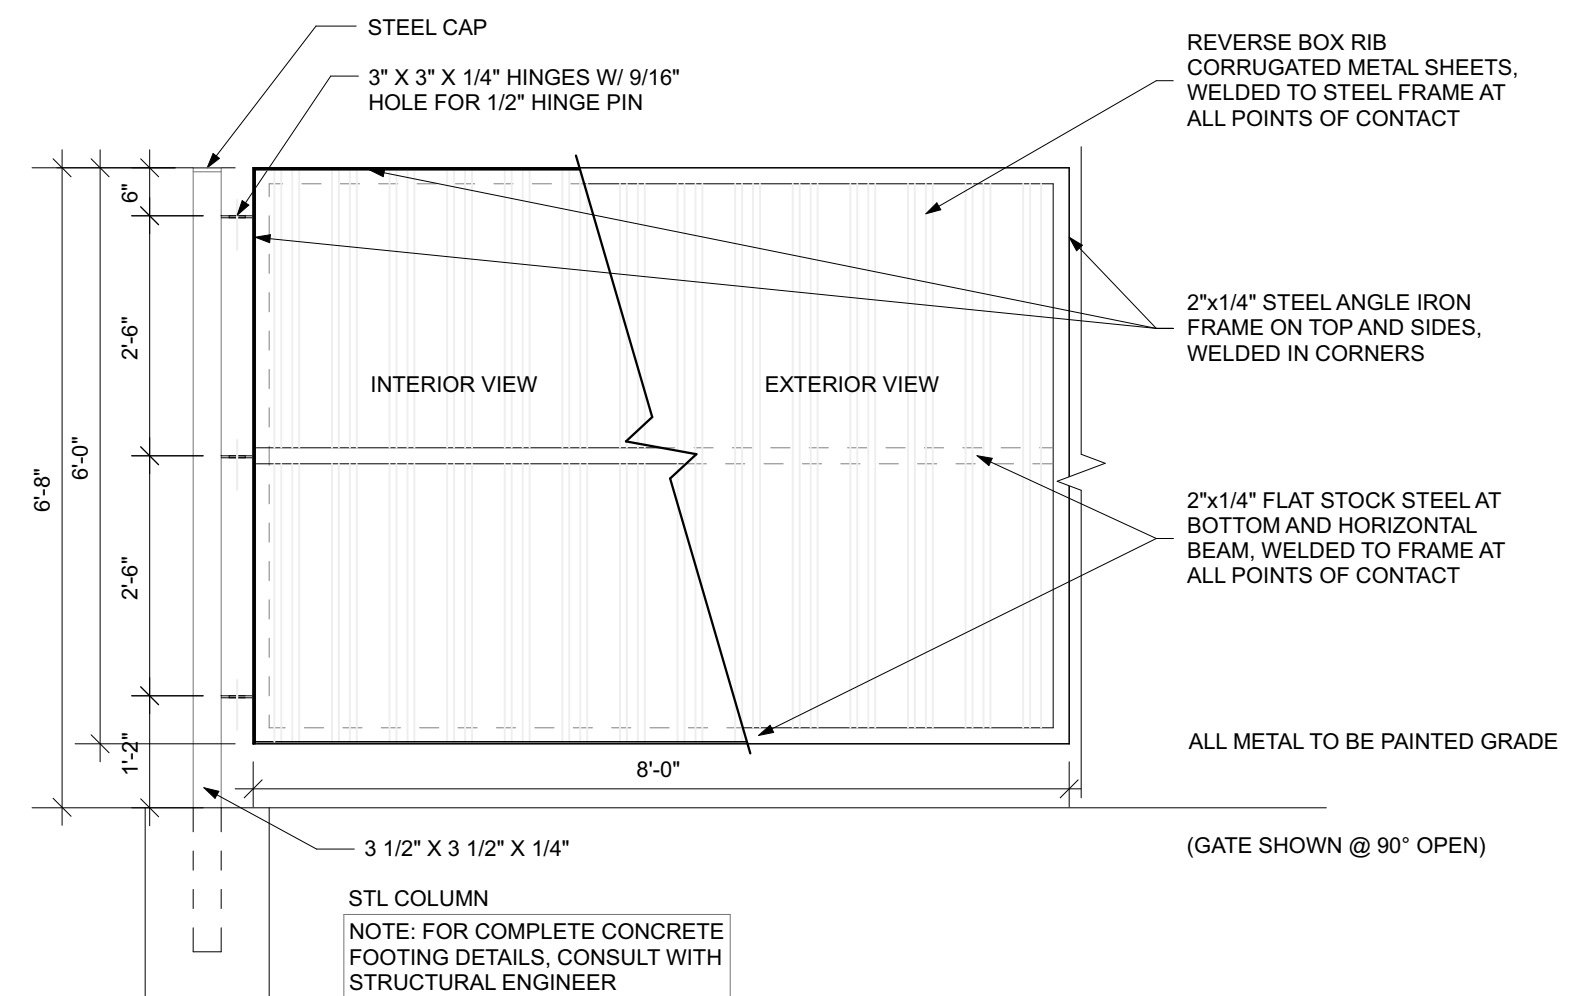 STEEL CAP
3" X 3" X 1/4" HINGES W/ 9/16"
HOLE FOR 1/2" HINGE PIN
REVERSE BOX RIB
CORRUGATED METAL SHEETS,
WELDED TO STEEL FRAME AT
ALL POINTS OF CONTACT
6"
2'-6"
6'-0"
6'-8"
2'-6"
1'-2"
INTERIOR VIEW
EXTERIOR VIEW
2"x1/4" STEEL ANGLE IRON
FRAME ON TOP AND SIDES,
WELDED IN CORNERS
2"x1/4" FLAT STOCK STEEL AT
BOTTOM AND HORIZONTAL
BEAM, WELDED TO FRAME AT
ALL POINTS OF CONTACT
ALL METAL TO BE PAINTED GRADE
8'-0"
3 1/2" X 3 1/2" X 1/4"
STL COLUMN
(GATE SHOWN @ 90° OPEN)
NOTE: FOR COMPLETE CONCRETE
FOOTING DETAILS, CONSULT WITH
STRUCTURAL ENGINEER